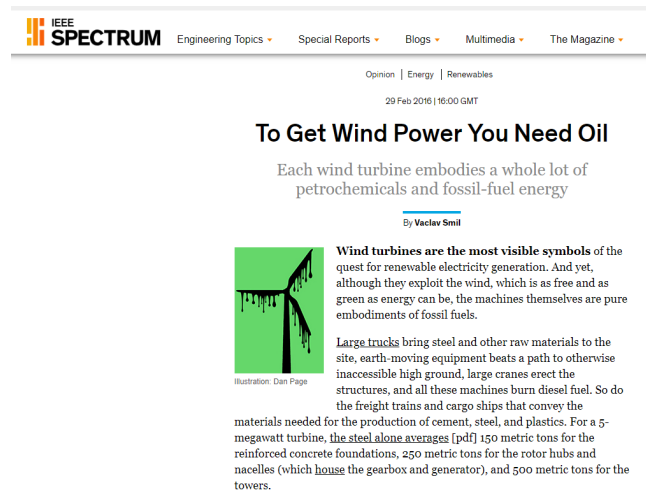 IEEE
SPECTRUM
Engineering Topics
Special Reports
Blogs
Multimedia
The Magazine
Opinion | Energy | Renewables
29 Feb 2016 | 16:00 GMT
To Get Wind Power You Need Oil
Each wind turbine embodies a whole lot of
petrochemicals and fossil-fuel energy
By Vaclav Smil
Wind turbines are the most visible symbols of the
quest for renewable electricity generation. And yet,
although they exploit the wind, which is as free and as
green as energy can be, the machines themselves are pure
embodiments of fossil fuels.
Large trucks bring steel and other raw materials to the
site, earth-moving equipment beats a path to otherwise
inaccessible high ground, large cranes erect the
structures, and all these machines burn diesel fuel. So do
the freight trains and cargo ships that convey the
materials needed for the production of cement, steel, and plastics. For a 5-
megawatt turbine, the steel alone averages [pdf] 150 metric tons for the
reinforced concrete foundations, 250 metric tons for the rotor hubs and
nacelles (which house the gearbox and generator), and 500 metric tons for the
towers.
Illustration: Dan Page